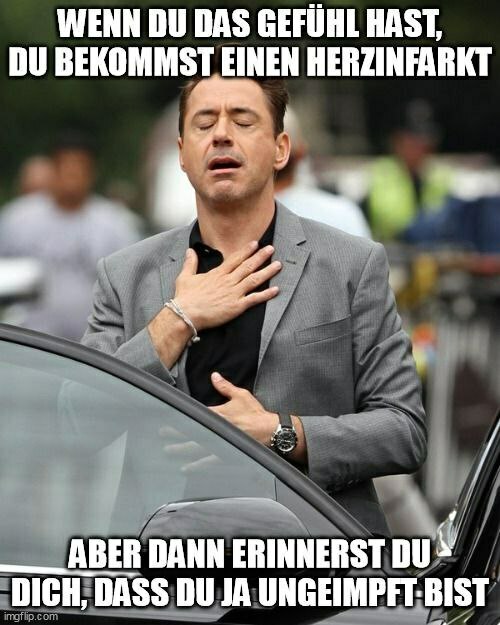 WENN DU DAS GEFÜHL HAST,
DU BEKOMMST EINEN HERZINFARKT
ABER DANN ERINNERST DU
DICH, DASS DU JA UNGEIMPFT BIST
imgflip.com